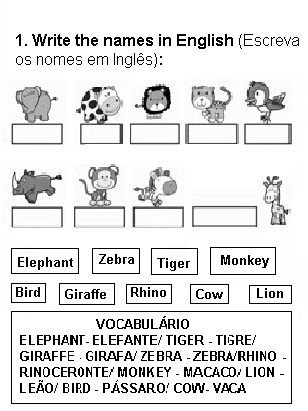 1. Write the names in English (Escreva
os nomes em Inglês):
Elephant
Zebra
Tiger
Monkey
Bird
Giraffe
Rhino
Cow
Lion
VOCABULÁRIO
ELEPHANT- ELEFANTE/ TIGER - TIGRE/
GIRAFFE - GIRAFA/ ZEBRA - ZEBRA/RHINO -
RINOCERONTE/ MONKEY - MACACO/ LION -
LEÃO/ BIRD - PÁSSARO/ COW- VACA